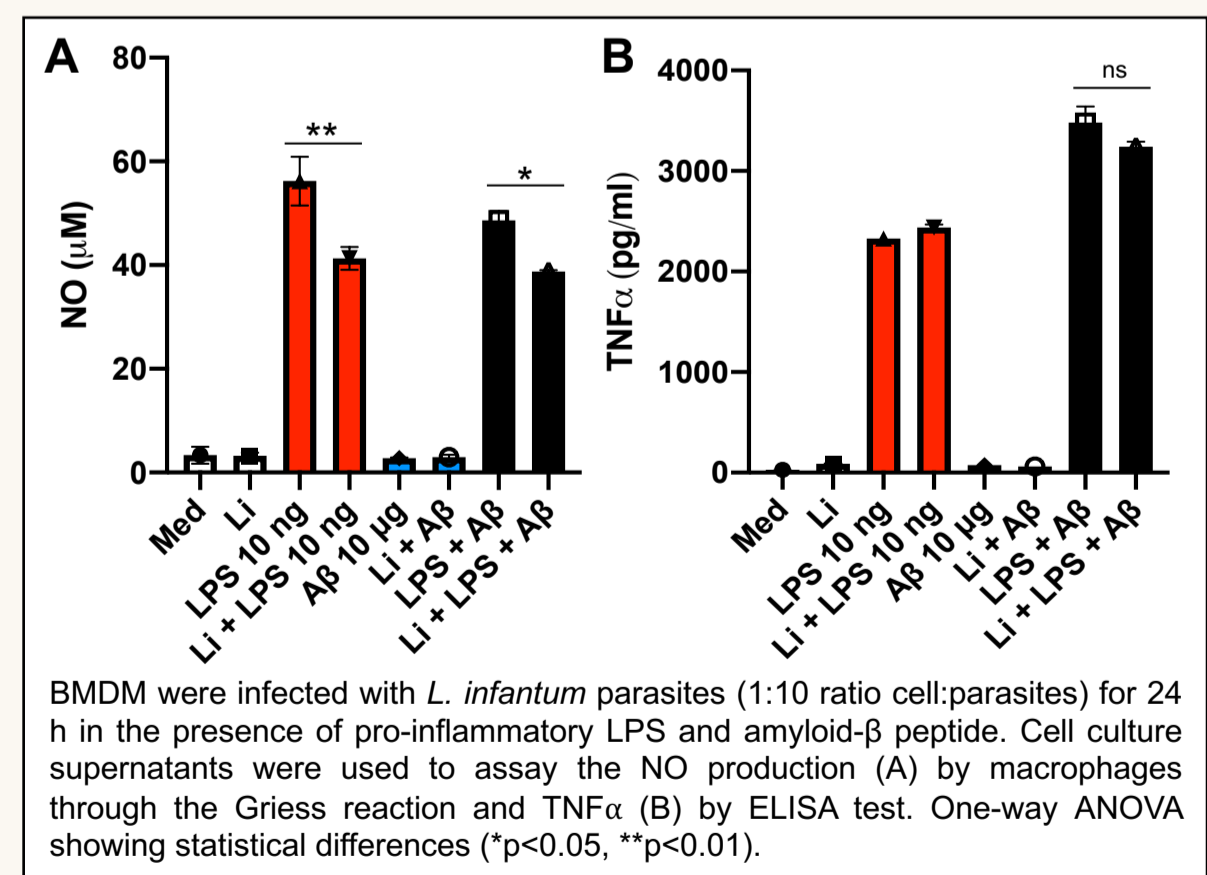 A
80
60
40
20
0
NO (μM)
**
*
Med
Li
LPS 10 ng
Li + LPS 10 ng
Aβ 10 μg
Li + Aβ
LPS + Aβ
Li + LPS + Aβ
B
4000
3000
2000
1000
0
TNFα (pg/ml)
ns
Med
Li
LPS 10 ng
Li + LPS 10 ng
Aβ 10 μg
Li + Aβ
LPS + Aβ
Li + LPS + Aβ
BMDM were infected with L. infantum parasites (1:10 ratio cell:parasites) for 24
h in the presence of pro-inflammatory LPS and amyloid-β peptide. Cell culture
supernatants were used to assay the NO production (A) by macrophages
through the Griess reaction and TNFα (B) by ELISA test. One-way ANOVA
showing statistical differences (*p<0.05, **p<0.01).